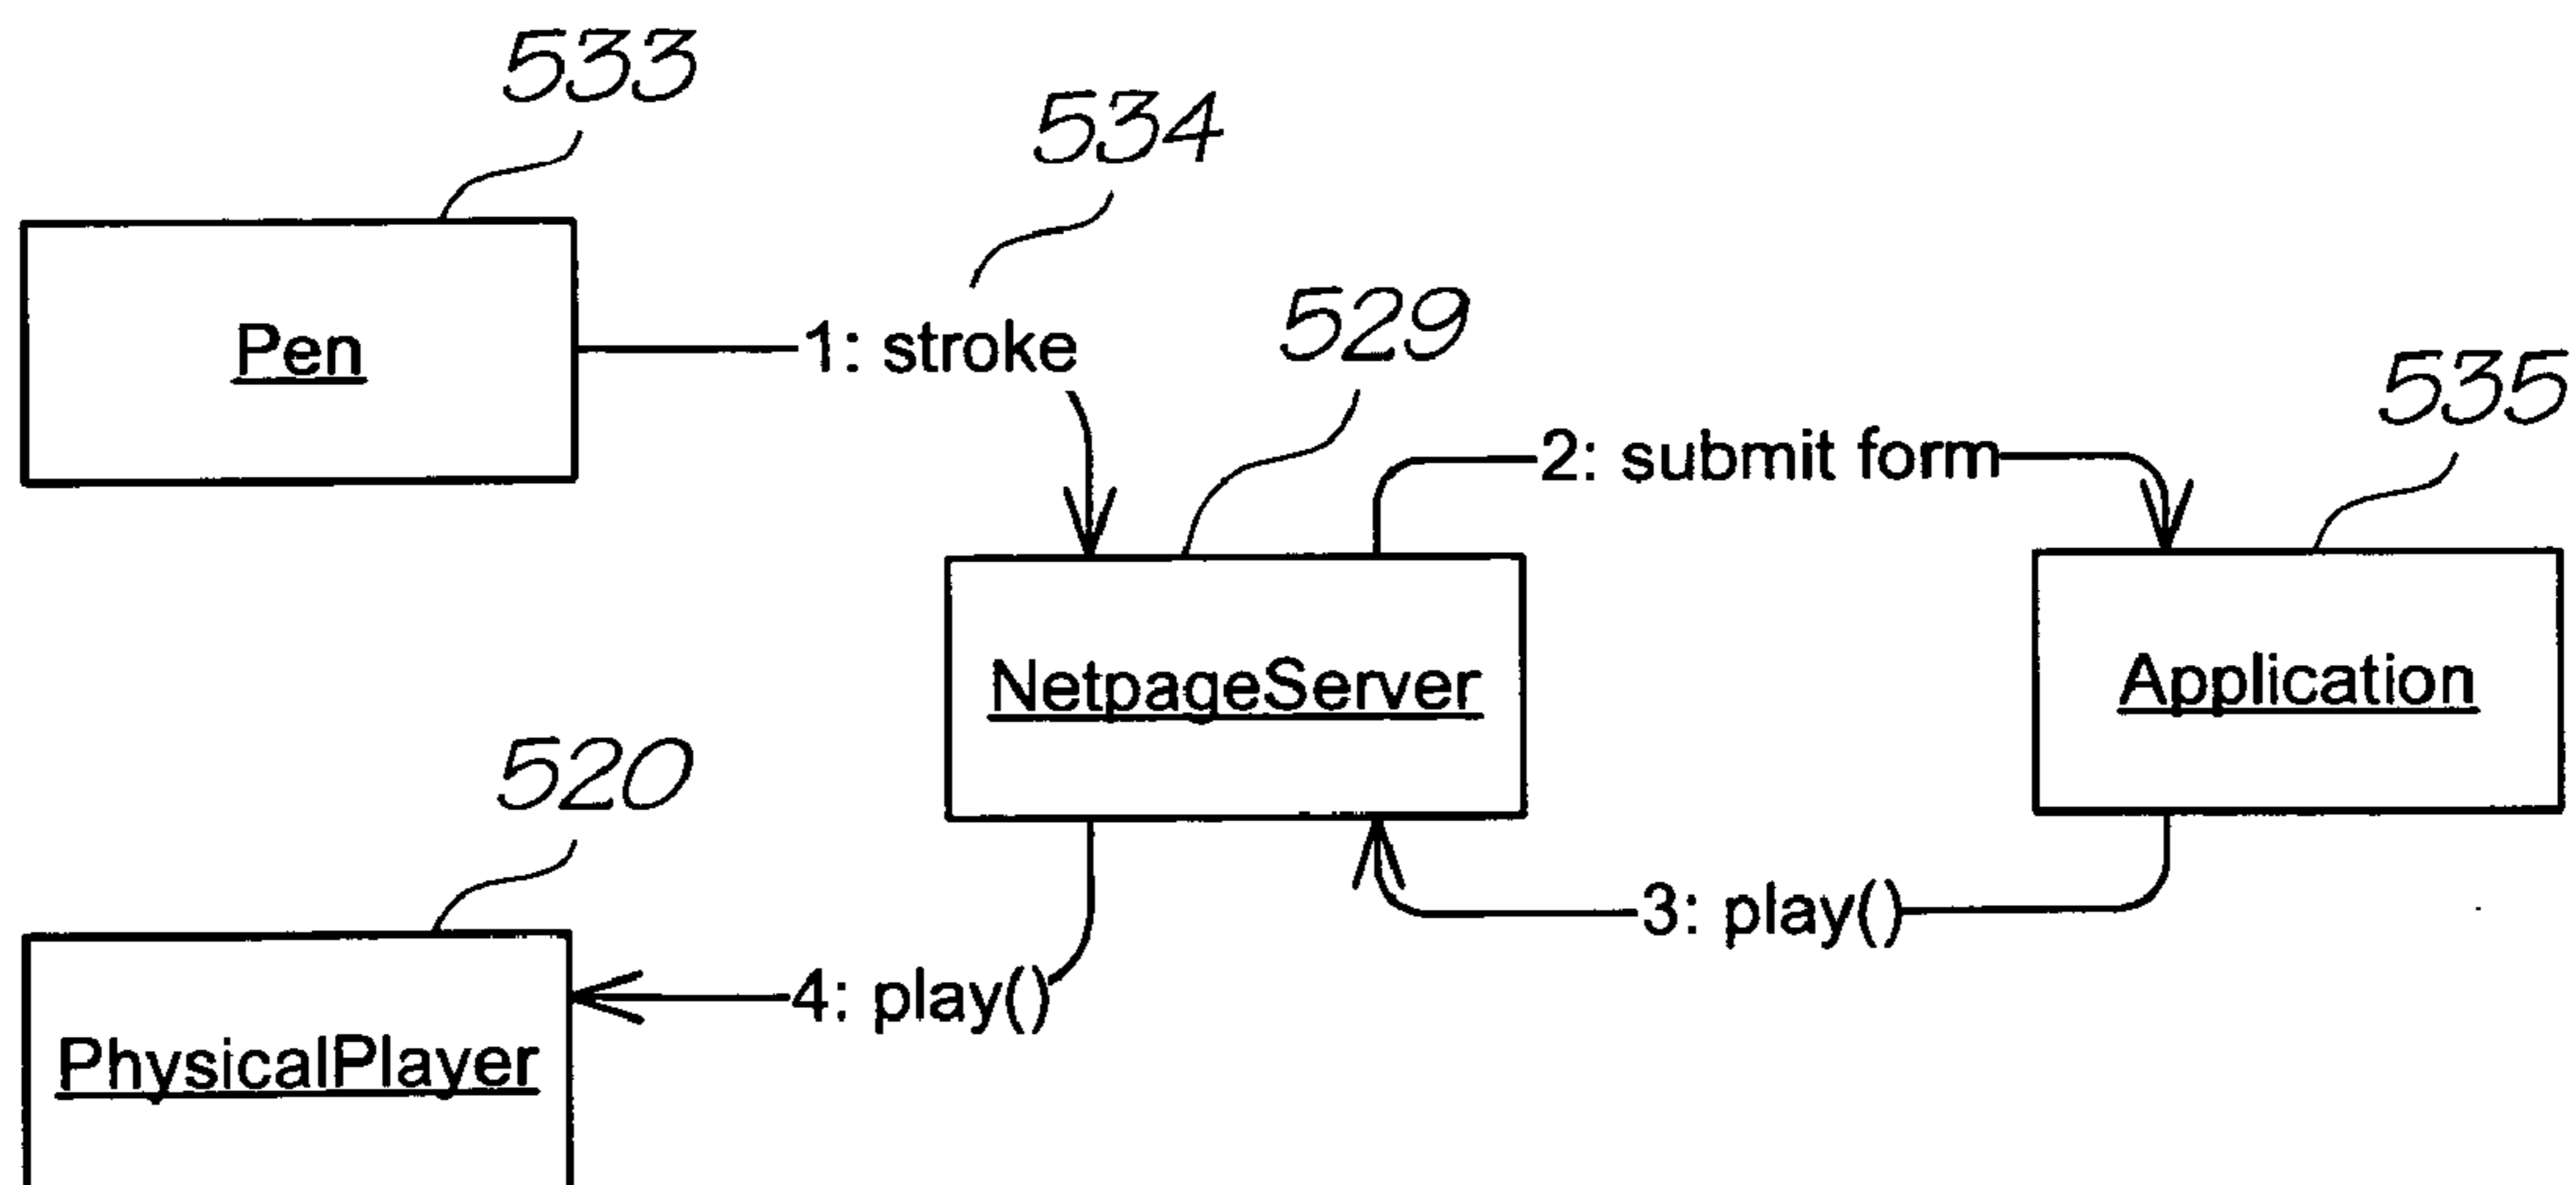 533
534
Pen
1: stroke
529
535
2: submit form
NetpageServer
Application
520
3: play()
4: play()
PhysicalPlayer